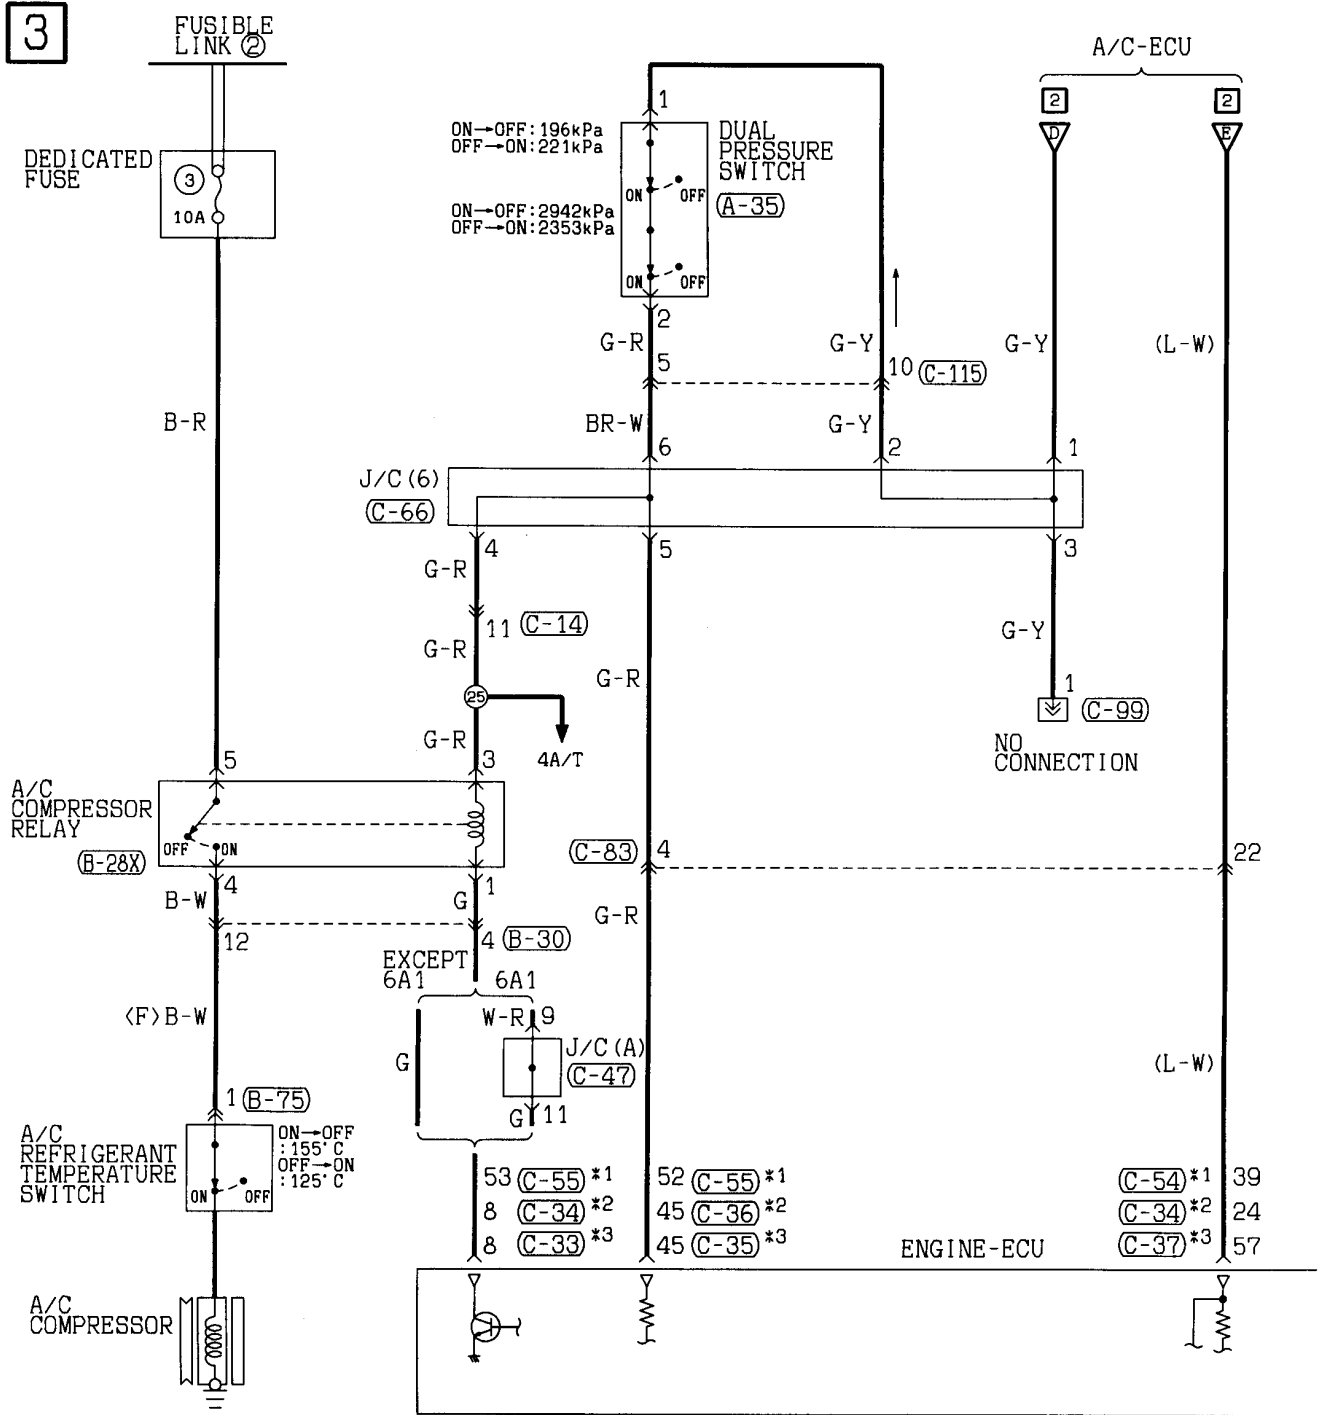 3
FUSIBLE
LINK ②
A/C-ECU
2
2
D
E
1
ON→OFF:196kPa
OFF→ON:221kPa
DUAL
PRESSURE
SWITCH
A-35
ON
OFF
ON→OFF:2942kPa
OFF→ON:2353kPa
ON
OFF
DEDICATED
FUSE
3
10A
2
G-R
G-Y
G-Y
(L-W)
5
10 C-115
B-R
BR-W
G-Y
6
2
1
J/C(6)
C-66
4
5
3
G-R
11 C-14
G-R
G-Y
G-R
25
1
C-99
G-R
4A/T
NO
CONNECTION
5
3
A/C
COMPRESSOR
RELAY
OFF
ON
B-28X
C-83 4
22
4
1
B-W
G
G-R
12
4 B-30
EXCEPT
6A1
6A1
<F>B-W
W-R 9
G
J/C(A)
C-47
(L-W)
G 11
1 B-75
A/C
REFRIGERANT
TEMPERATURE
SWITCH
ON→OFF
:155°C
OFF→ON
:125°C
ON
OFF
53 C-55 *1
52 C-55 *1
C-54 *1 39
8 C-34 *2
45 C-36 *2
C-34 *2 24
8 C-33 *3
45 C-35 *3
C-37 *3 57
ENGINE-ECU
A/C
COMPRESSOR